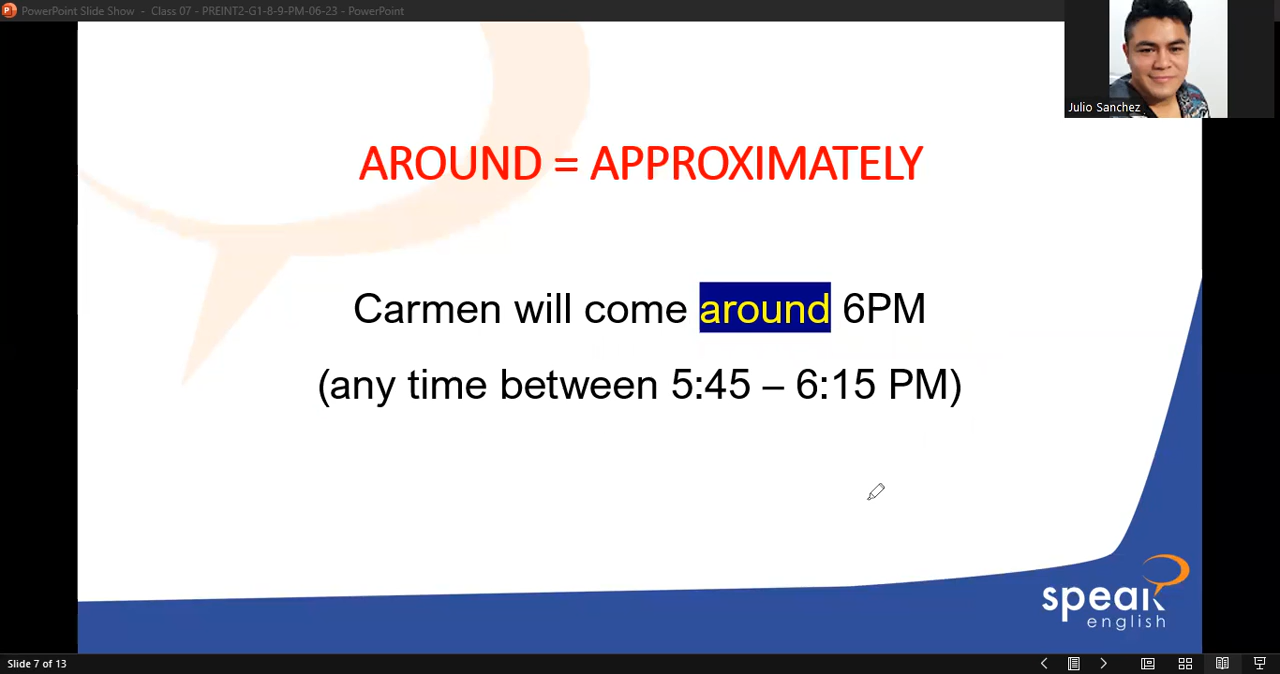 PowerPoint Slide Show - Class 07 - PREINT2-G1-8-9-PM-06-23 - PowerPoint
Julio Sanchez
AROUND = APPROXIMATELY
Carmen will come around 6PM
(any time between 5:45 – 6:15 PM)
speak
english
Slide 7 of 13